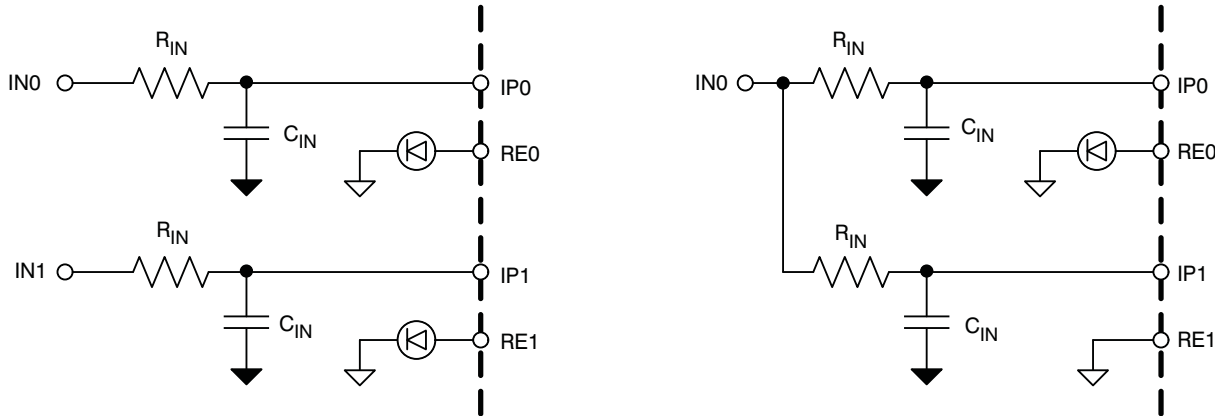 R_IN
IN0
IP0
C_IN
RE0
R_IN
IN1
IP1
C_IN
RE1
R_IN
IN0
IP0
C_IN
RE0
R_IN
IP1
C_IN
RE1